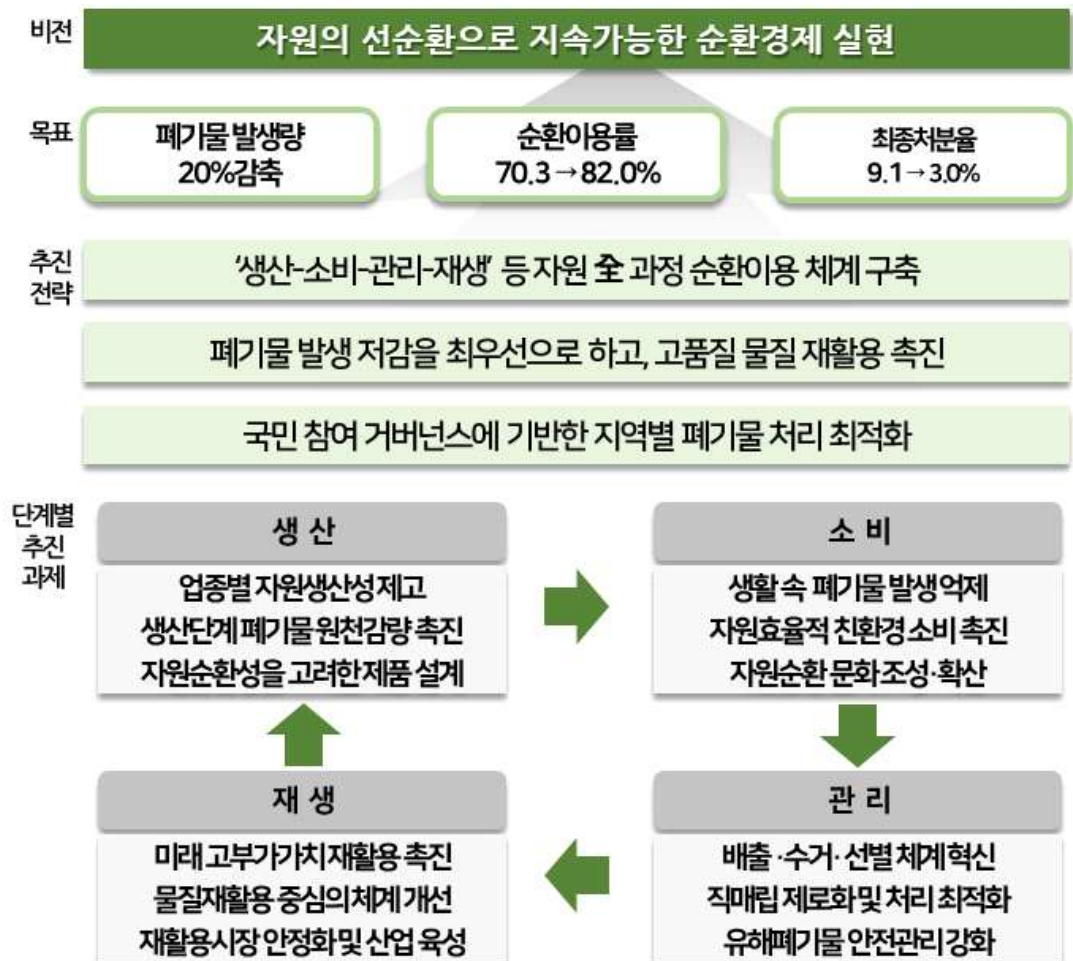 비전
자원의 선순환으로 지속가능한 순환경제 실현
목표
폐기물 발생량
20%감축
순환이용률
70.3→82.0%
최종처분율
9.1→3.0%
추진
전략
'생산-소비-관리-재생' 등 자원 全 과정 순환이용 체계 구축
폐기물 발생 저감을 최우선으로 하고, 고품질 물질 재활용 촉진
국민 참여 거버넌스에 기반한 지역별 폐기물 처리 최적화
단계별
추진
과제
생 산
업종별 자원생산성 제고
생산단계 폐기물 원천감량 촉진
자원순환성을 고려한 제품 설계
소 비
생활 속 폐기물 발생 억제
자원효율적 친환경 소비 촉진
자원순환 문화 조성·확산
재 생
미래 고부가가치 재활용 촉진
물질재활용 중심의 체계 개선
재활용시장 안정화 및 산업 육성
관 리
배출·수거·선별 체계 혁신
직매립 제로화 및 처리 최적화
유해폐기물 안전관리 강화